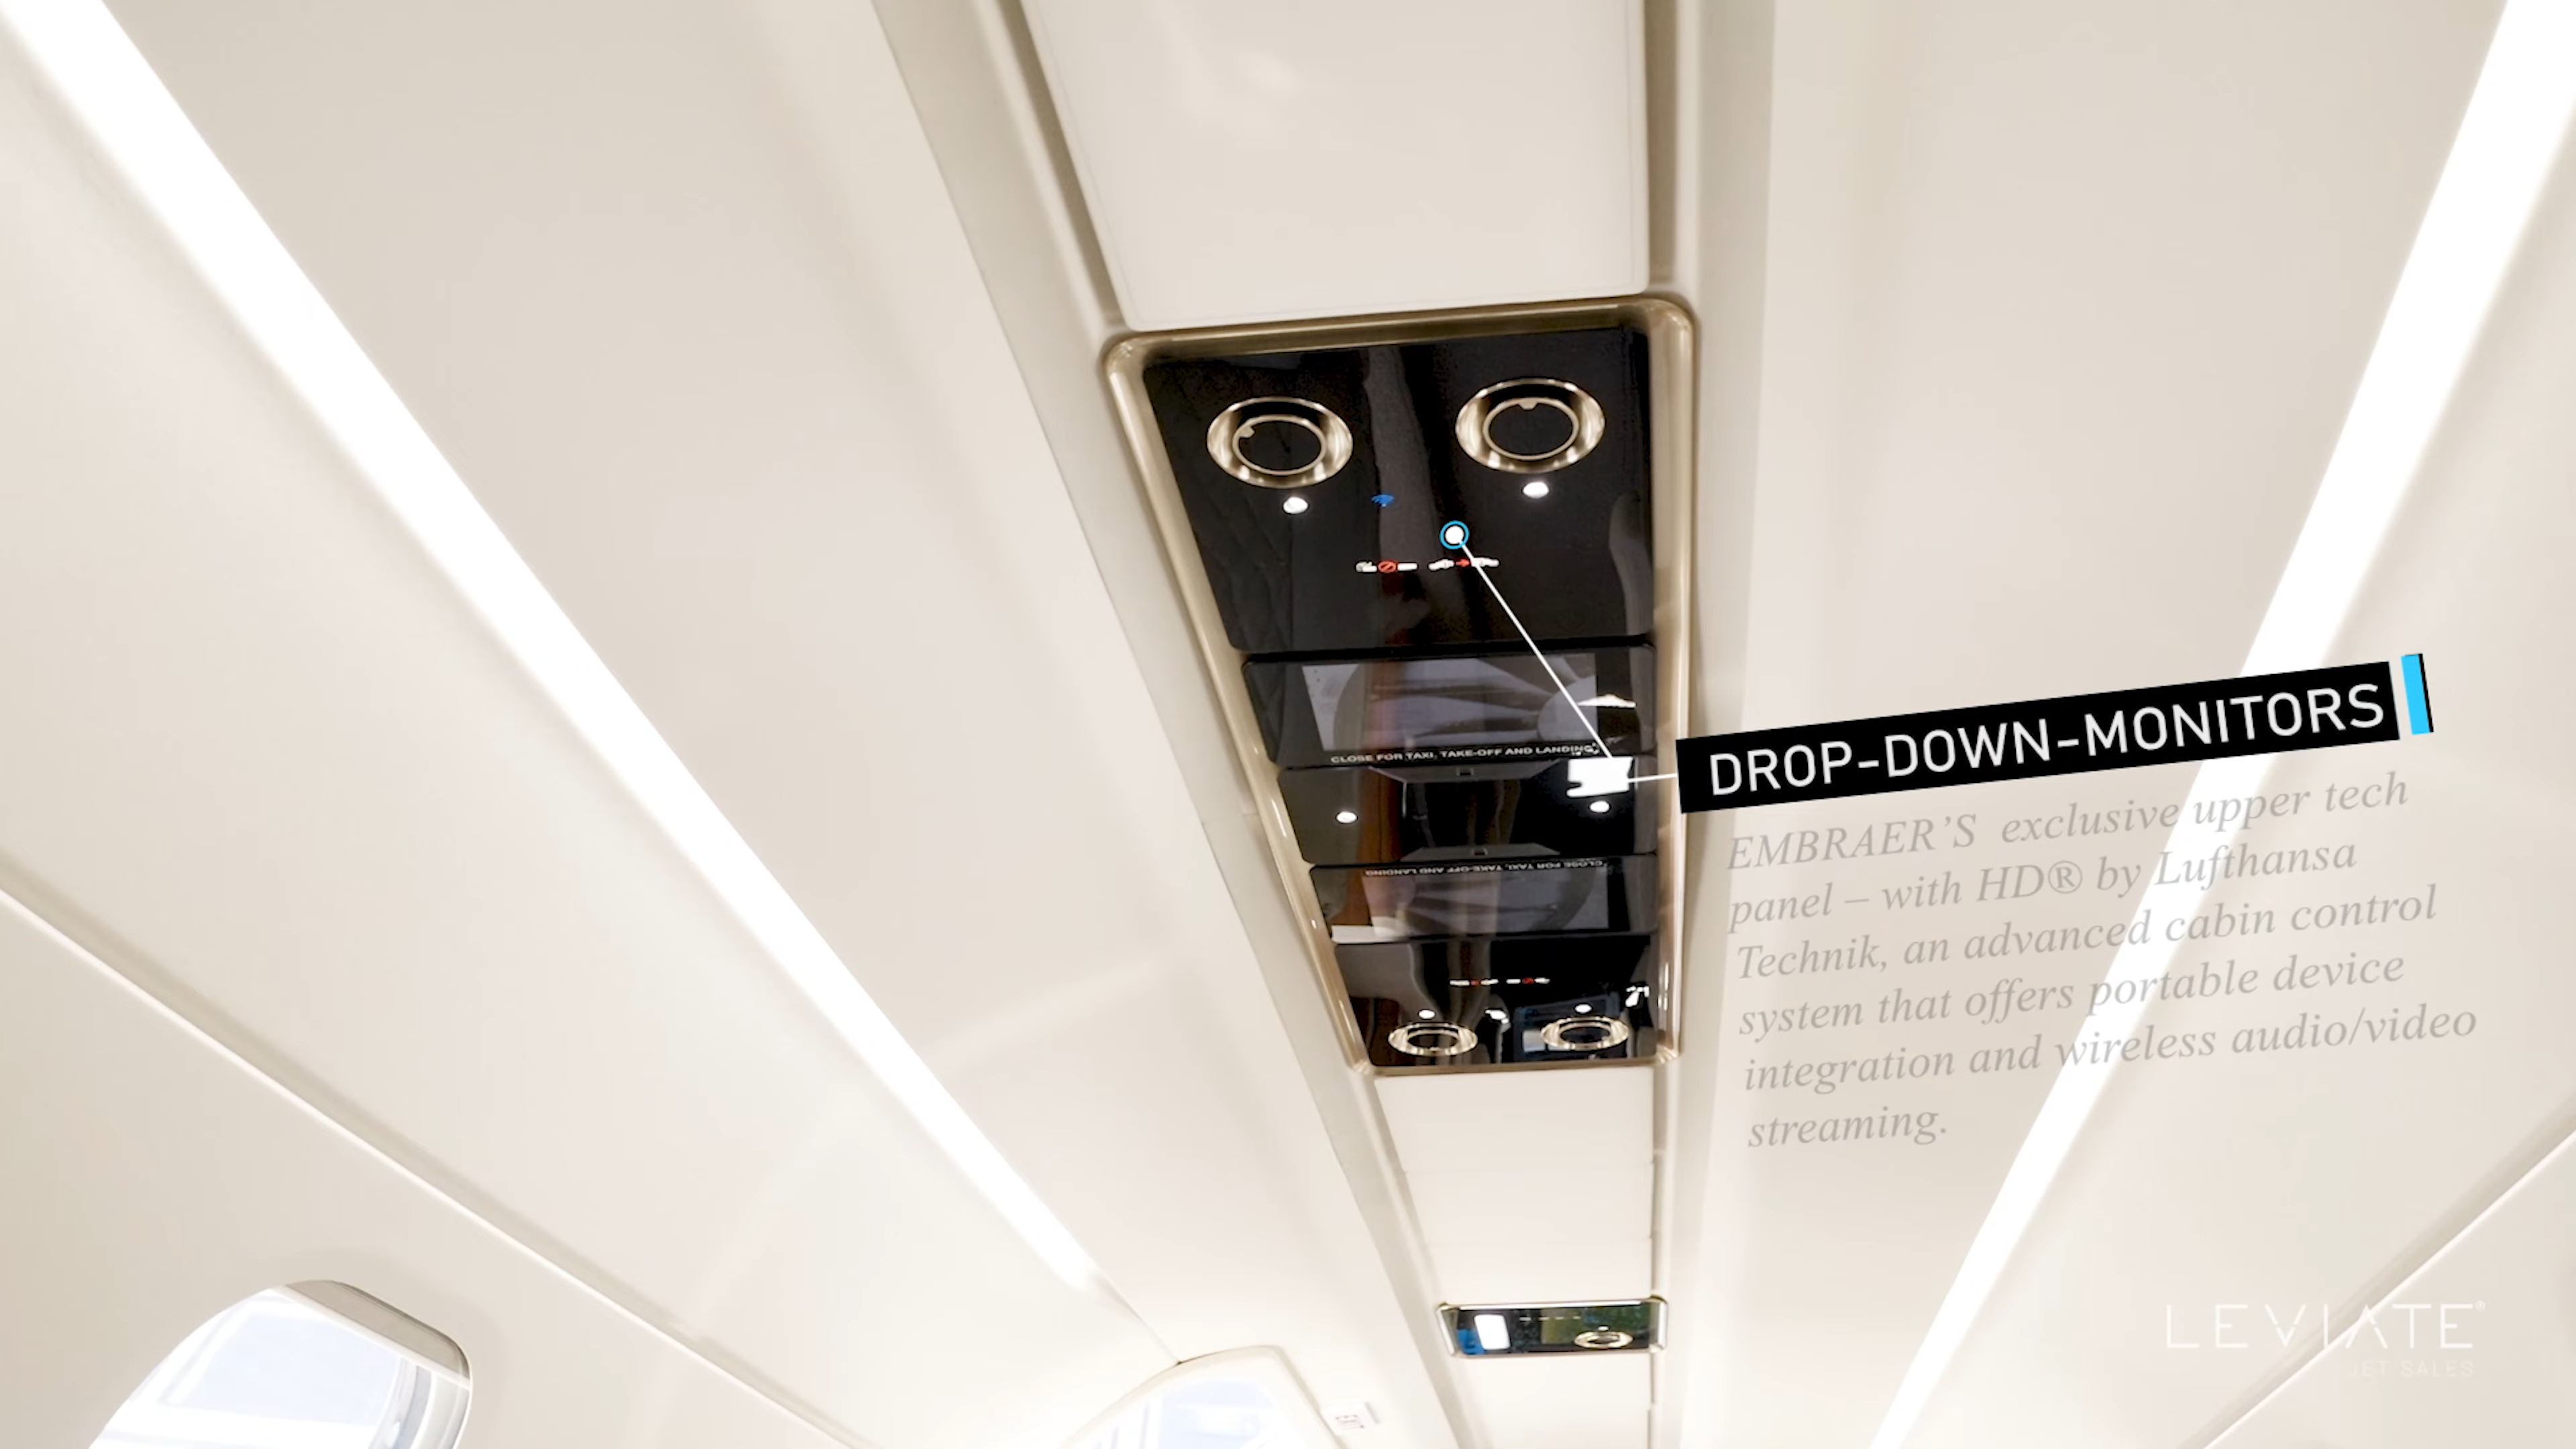 CLOSE FOR TAXI, TAKE-OFF AND LANDING
DROP-DOWN-MONITORS
EMBRAER’S exclusive upper tech
panel – with HD® by Lufthansa
Technik, an advanced cabin control
system that offers portable device
integration and wireless audio/video
streaming.
CLOSE FOR TAXI, TAKE-OFF AND LANDING
LEVIATE®
JET SALES